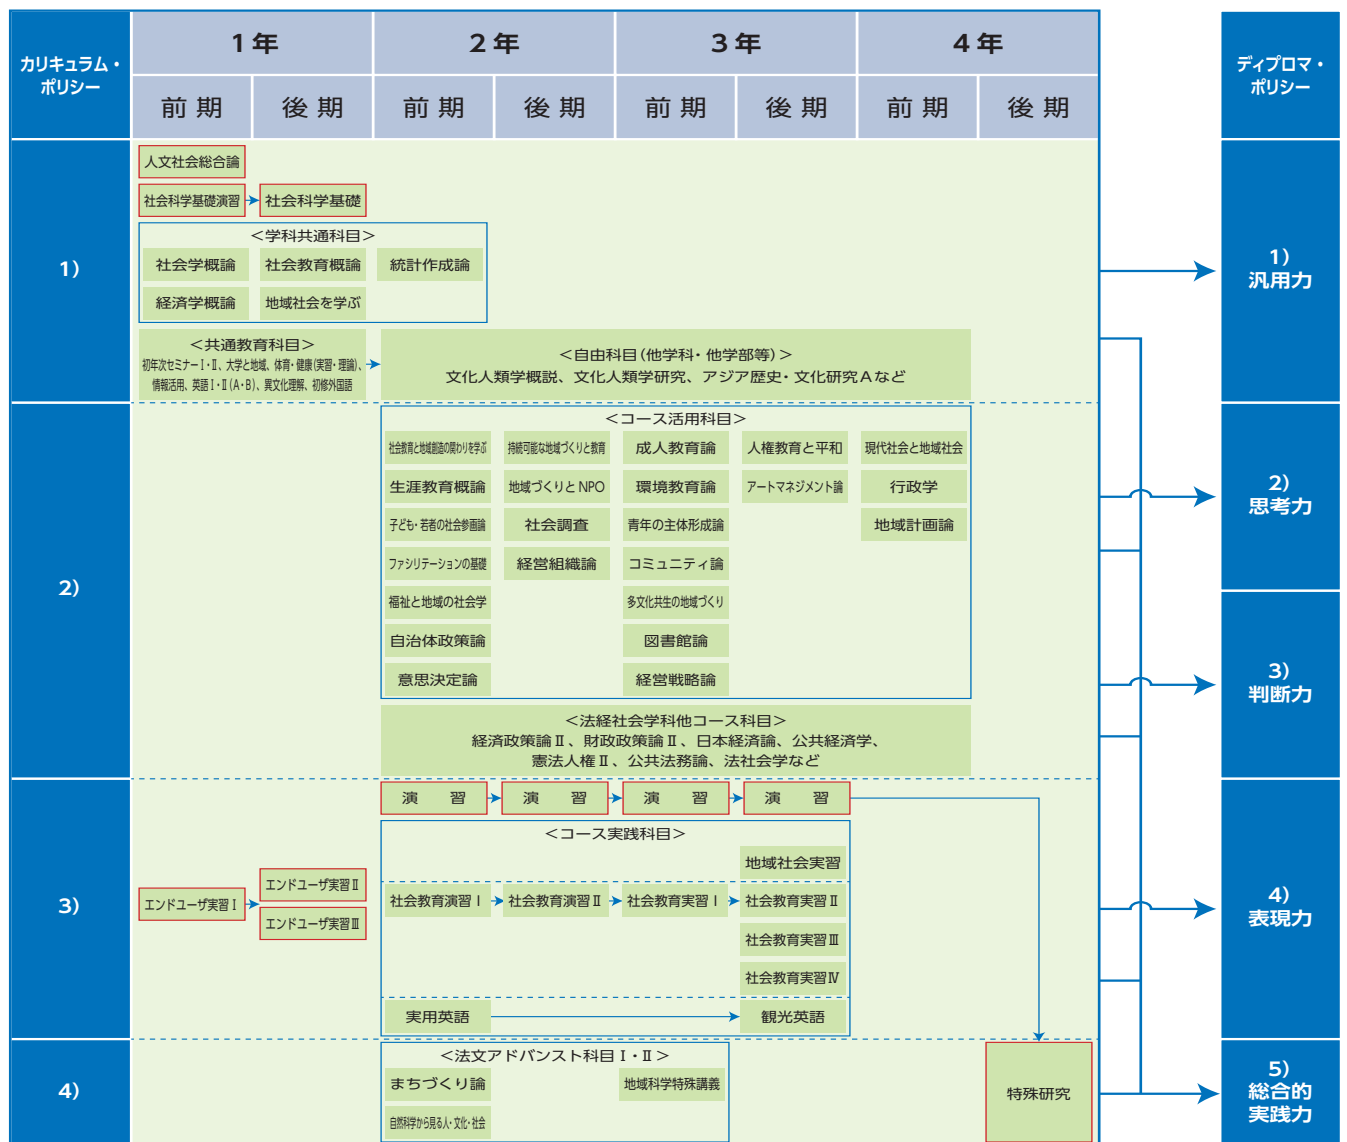 カリキュラム・
ポリシー
1年
2年
3年
4年
前期
後期
前期
後期
前期
後期
前期
後期
ディプロマ・
ポリシー
1）
人文社会総合論
社会科学基礎演習
社会科学基礎
＜学科共通科目＞
社会学概論
社会教育概論
統計作成論
経済学概論
地域社会を学ぶ
＜共通教育科目＞
初年次セミナーⅠ・Ⅱ、大学と地域、体育・健康（実習・理論）、
情報活用、英語Ⅰ・Ⅱ（A・B）、異文化理解、初修外国語
＜自由科目（他学科・他学部等）＞
文化人類学概説、文化人類学研究、アジア歴史・文化研究Aなど
2）
＜コース活用科目＞
社会教育と地域創造の関わりを学ぶ
持続可能な地域づくりと教育
成人教育論
人権教育と平和
現代社会と地域社会
生涯教育概論
地域づくりとNPO
環境教育論
アートマネジメント論
行政学
子ども・若者の社会参画論
社会調査
青年の主体形成論
地域計画論
ファシリテーションの基礎
経営組織論
コミュニティ論
福祉と地域の社会学
多文化共生の地域づくり
自治体政策論
図書館論
意思決定論
経営戦略論
＜法経社会学科他コース科目＞
経済政策論Ⅱ、財政政策論Ⅱ、日本経済論、公共経済学、
憲法人権Ⅱ、公共法務論、法社会学など
3）
演習
演習
演習
演習
＜コース実践科目＞
地域社会実習
エンドユーザ実習Ⅰ
エンドユーザ実習Ⅱ
エンドユーザ実習Ⅲ
社会教育演習Ⅰ
社会教育演習Ⅱ
社会教育実習Ⅰ
社会教育実習Ⅱ
社会教育実習Ⅲ
社会教育実習Ⅳ
実用英語
観光英語
4）
＜法文アドバンスト科目Ⅰ・Ⅱ＞
まちづくり論
地域科学特殊講義
自然科学から見る人・文化・社会
特殊研究
1）
汎用力
2）
思考力
3）
判断力
4）
表現力
5）
総合的
実践力